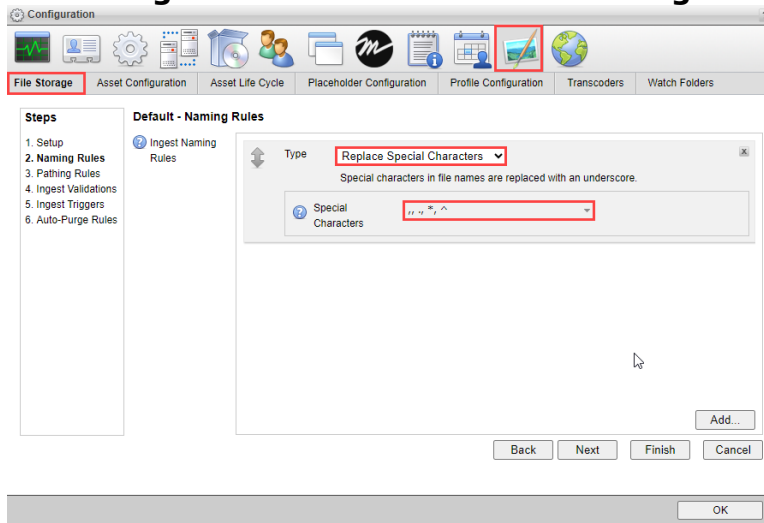 Configuration
File Storage Asset Configuration Asset Life Cycle Placeholder Configuration Profile Configuration Transcoders Watch Folders
Steps
1. Setup
2. Naming Rules
3. Pathing Rules
4. Ingest Validations
5. Ingest Triggers
6. Auto-Purge Rules
Default - Naming Rules
Ingest Naming
Rules
Type Replace Special Characters
Special characters in file names are replaced with an underscore.
Special
Characters
,, ., *, ^
Add...
Back Next Finish Cancel
OK